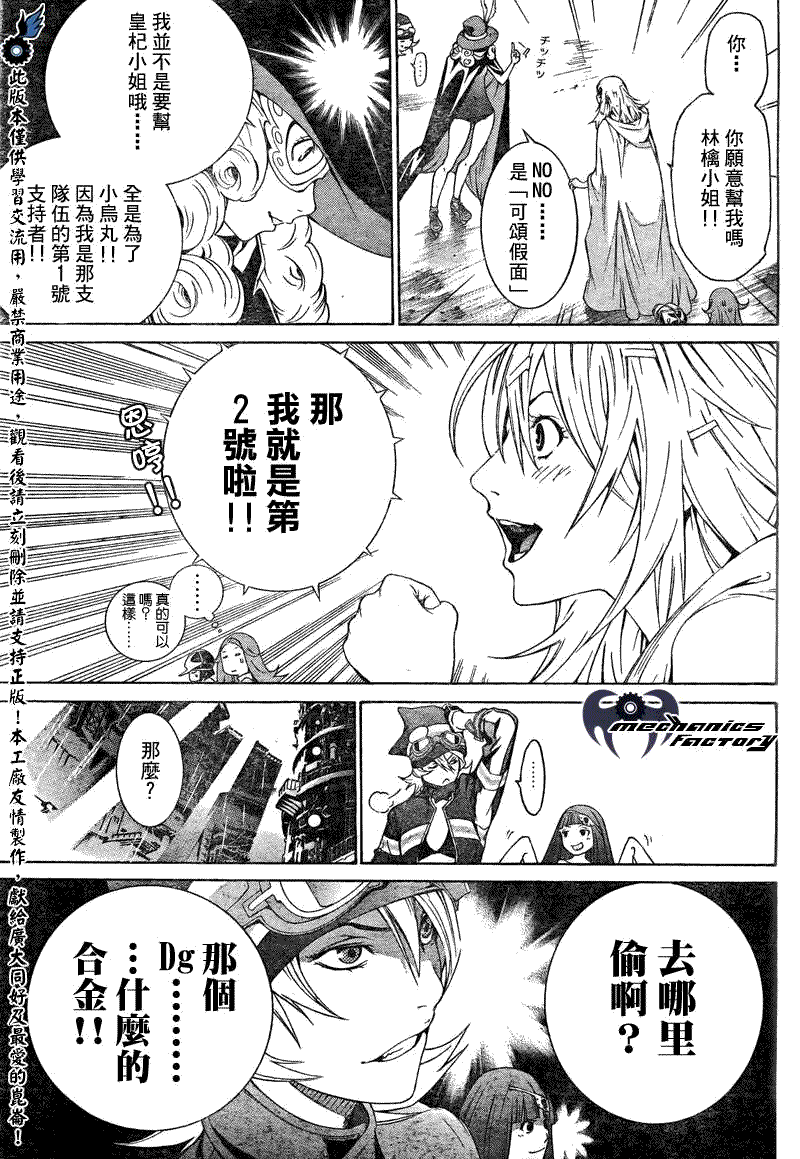 你…
你願意幫我嗎
林檎小姐!!
チッチッ
NO
NO……
是「可頌假面」
……
我並不是要幫
皇杞小姐哦……
全是為了
小烏丸!!
因為我是那支
隊伍的第1號
支持者!!
那
我就是第
2號啦!!
恩哼!!
……
真的可以
嗎?
這樣……
mechanics
factory
……
那麼?
去哪里
偷啊?
那個
Dg………
…什麼的
合金!!
此版本僅供學習交流用，嚴禁商業用途，觀看後請立刻刪除並請支持正版！本工廠友情製作，獻給廣大同好及最愛的崑崙！